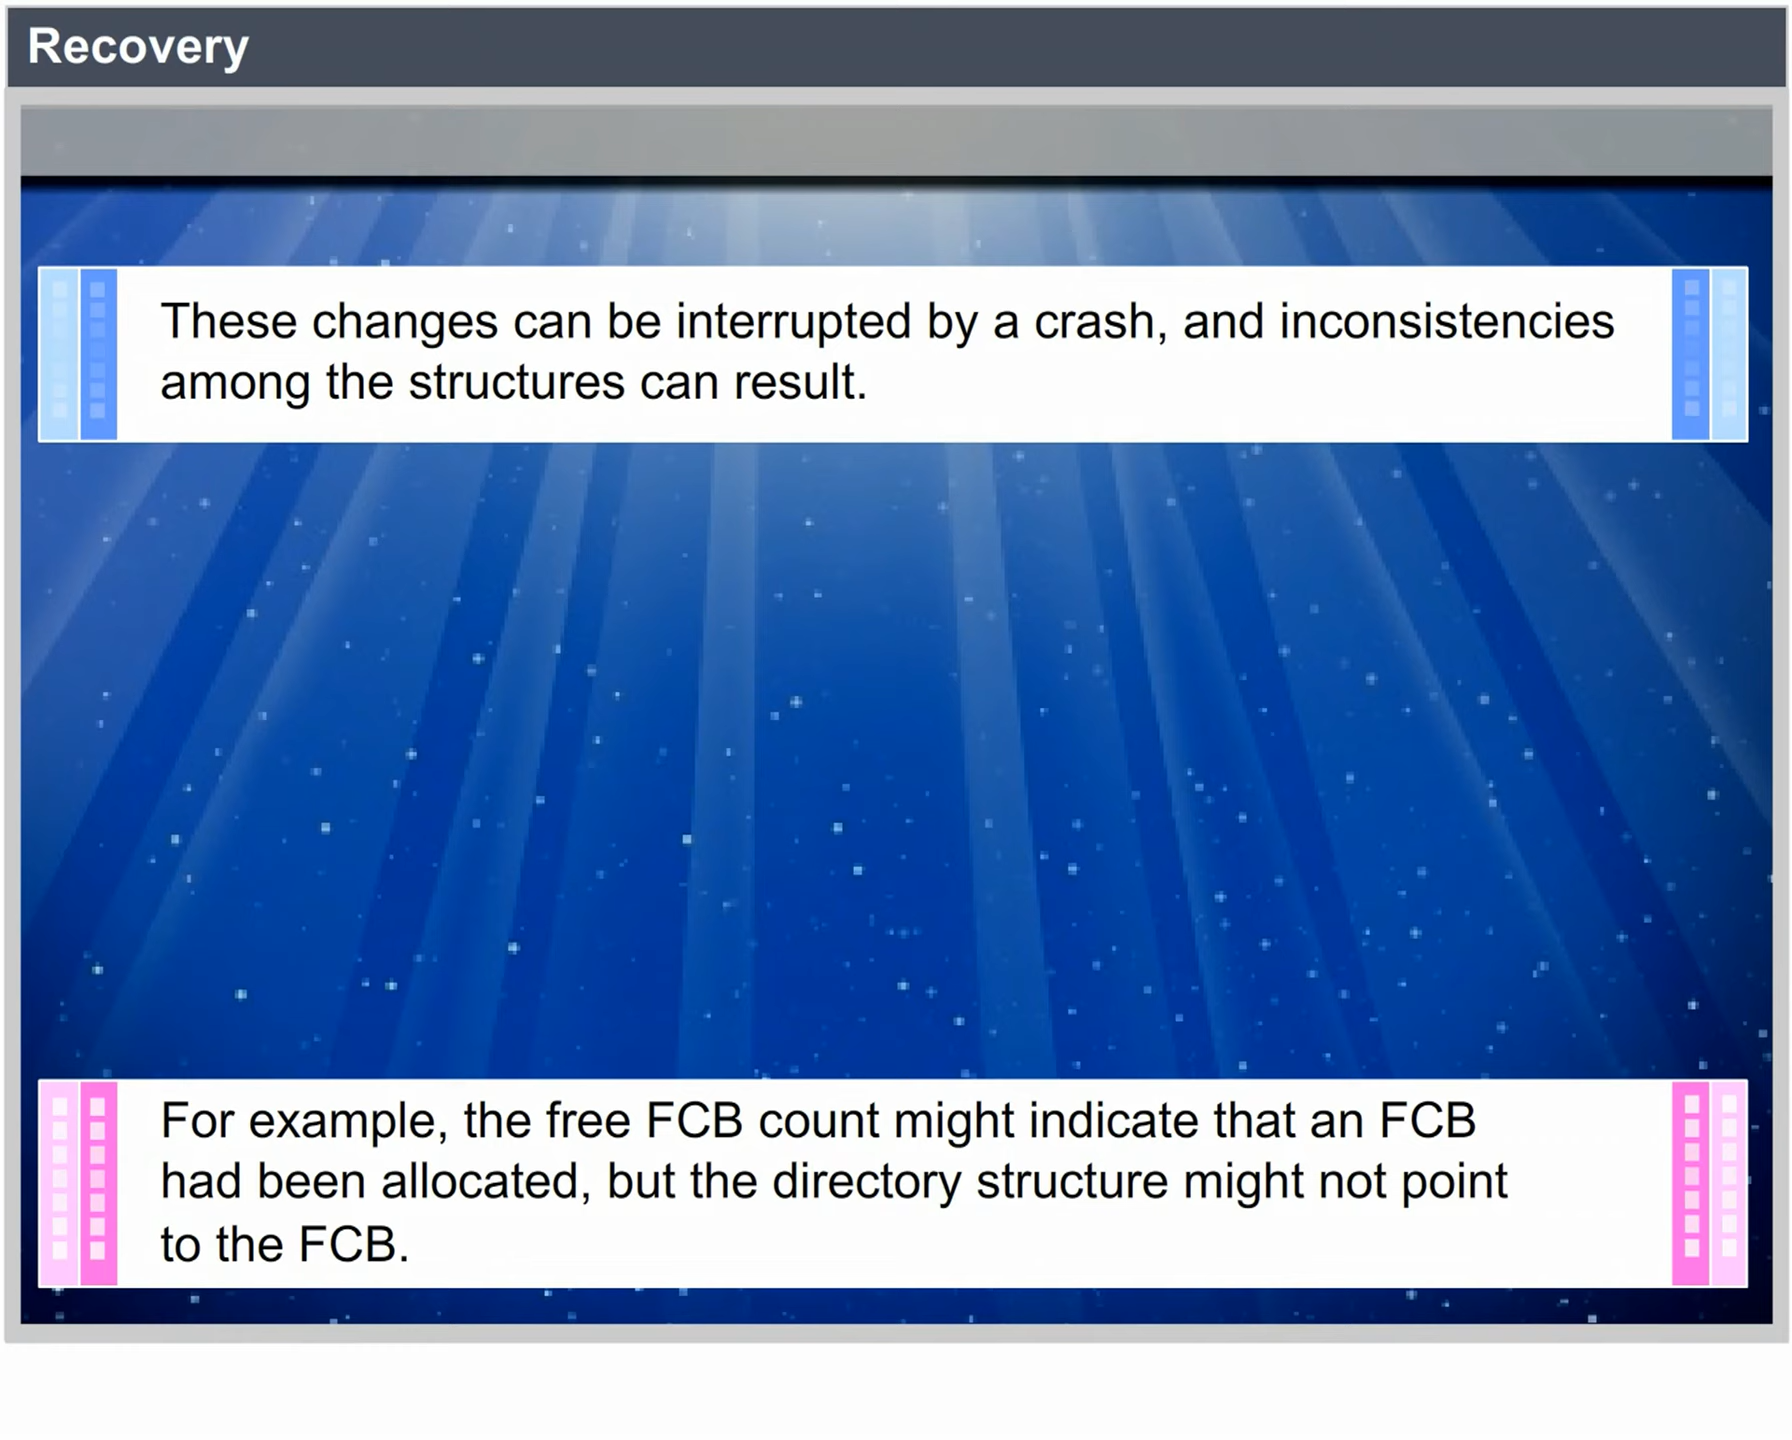 Recovery
These changes can be interrupted by a crash, and inconsistencies
among the structures can result.
For example, the free FCB count might indicate that an FCB
had been allocated, but the directory structure might not point
to the FCB.